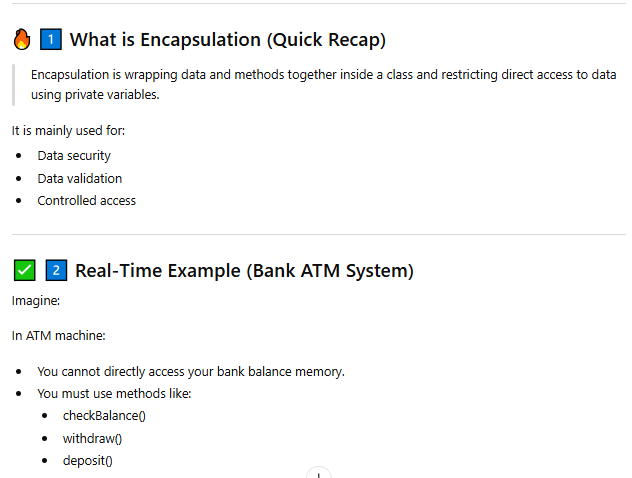 🔥 1️⃣ What is Encapsulation (Quick Recap)
Encapsulation is wrapping data and methods together inside a class and restricting direct access to data
using private variables.
It is mainly used for:
• Data security
• Data validation
• Controlled access
✅ 2️⃣ Real-Time Example (Bank ATM System)
Imagine:
In ATM machine:
• You cannot directly access your bank balance memory.
• You must use methods like:
• checkBalance()
• withdraw()
• deposit()